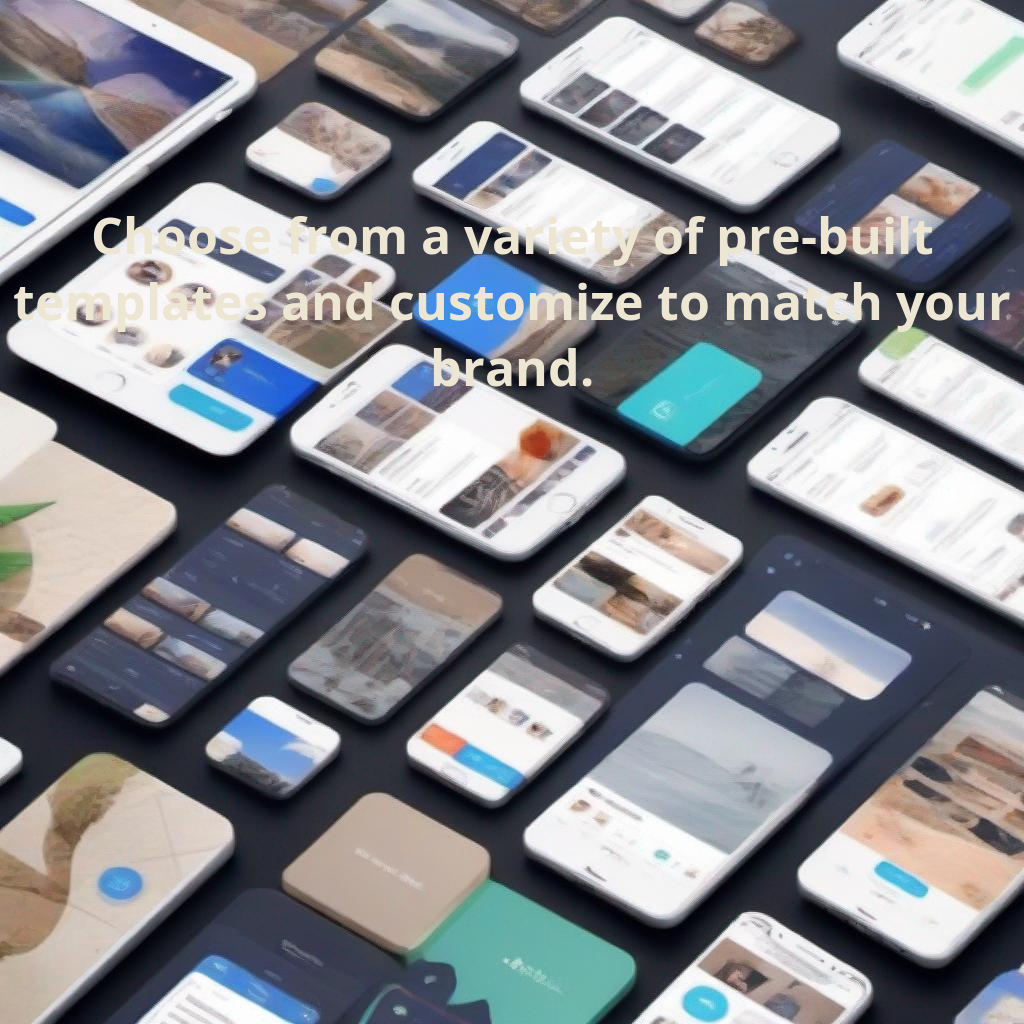 Choose from a variety of pre-built
templates and customize to match your
brand.